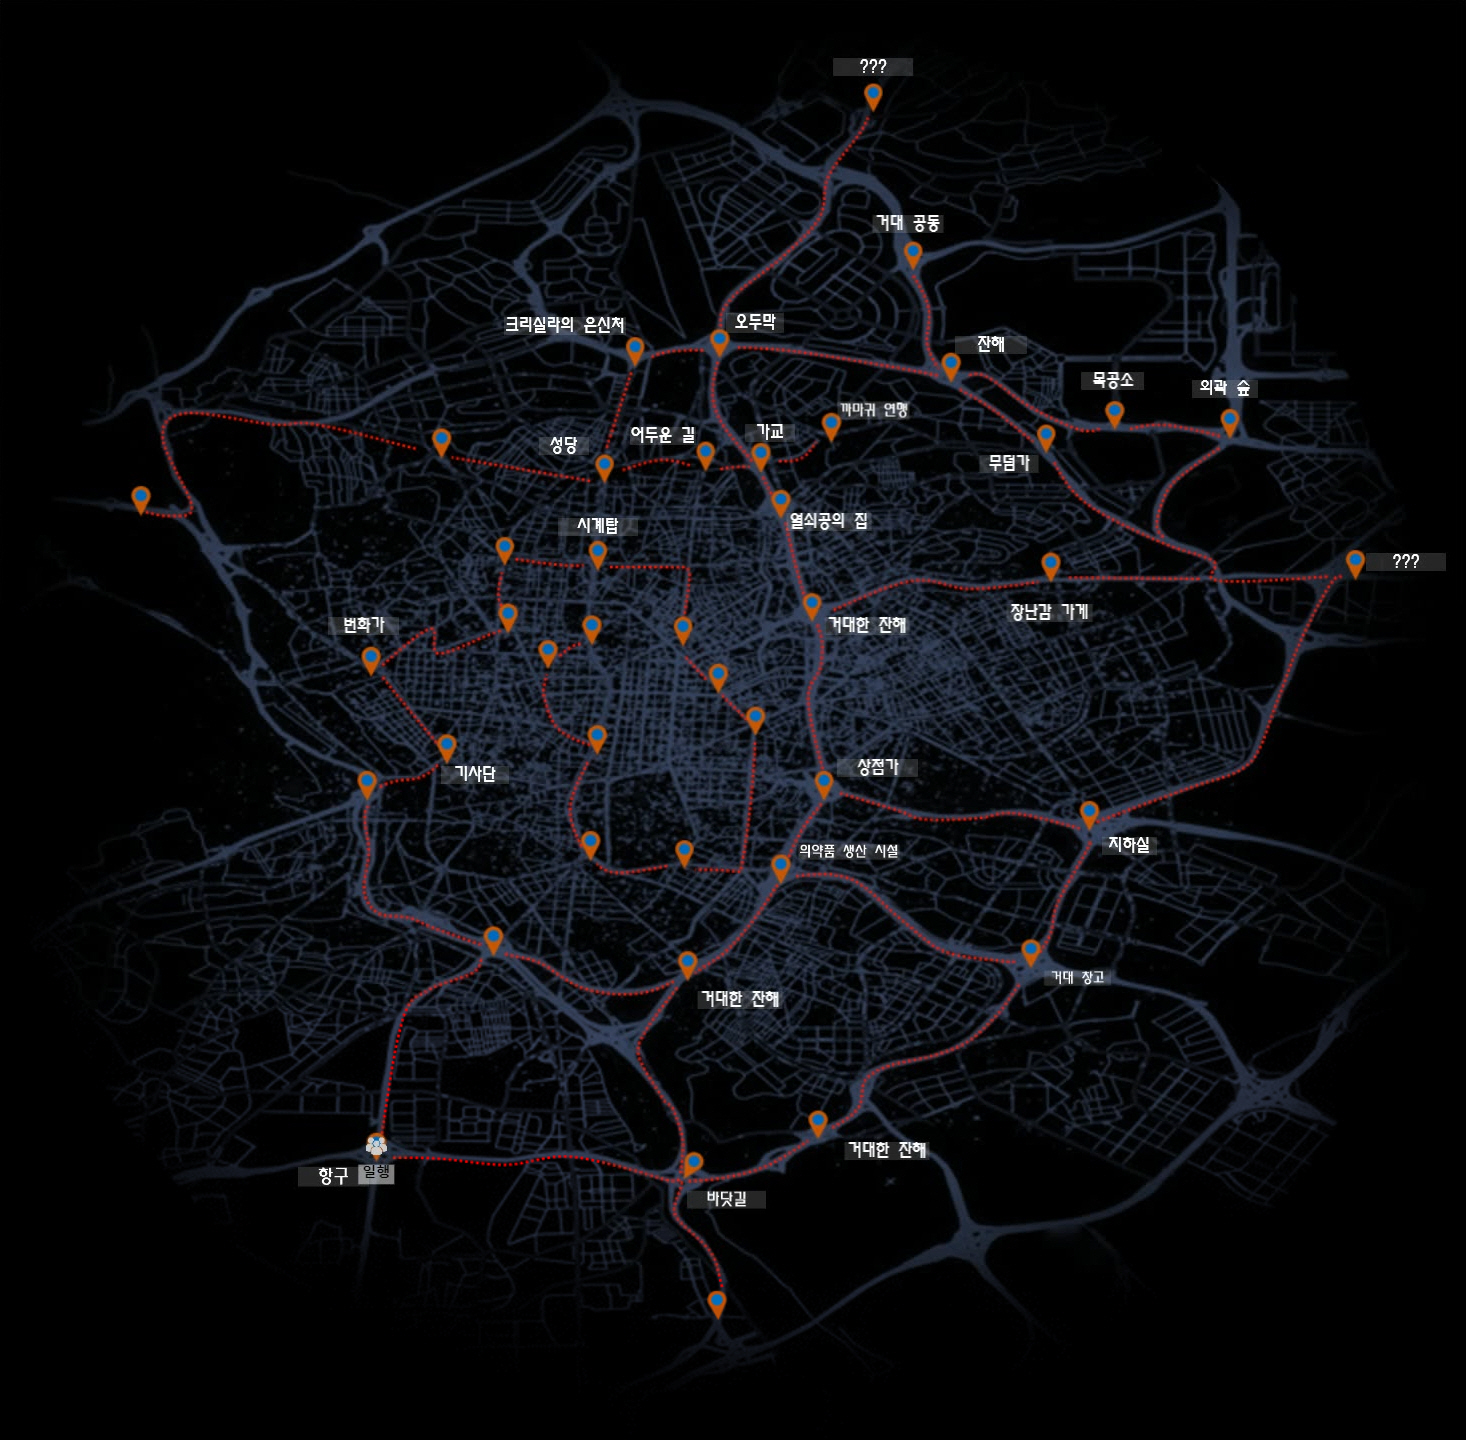 ???
거대 공동
크리실라의 은신처
오두막
잔해
목공소
외곽 숲
까마귀 연맹
성당
어두운 길
가교
무덤가
열쇠공의 집
시계탑
???
장난감 가게
번화가
거대한 잔해
기사단
상점가
지하실
의약품 생산 시설
거대 창고
거대한 잔해
거대한 잔해
항구
일행
바닷길